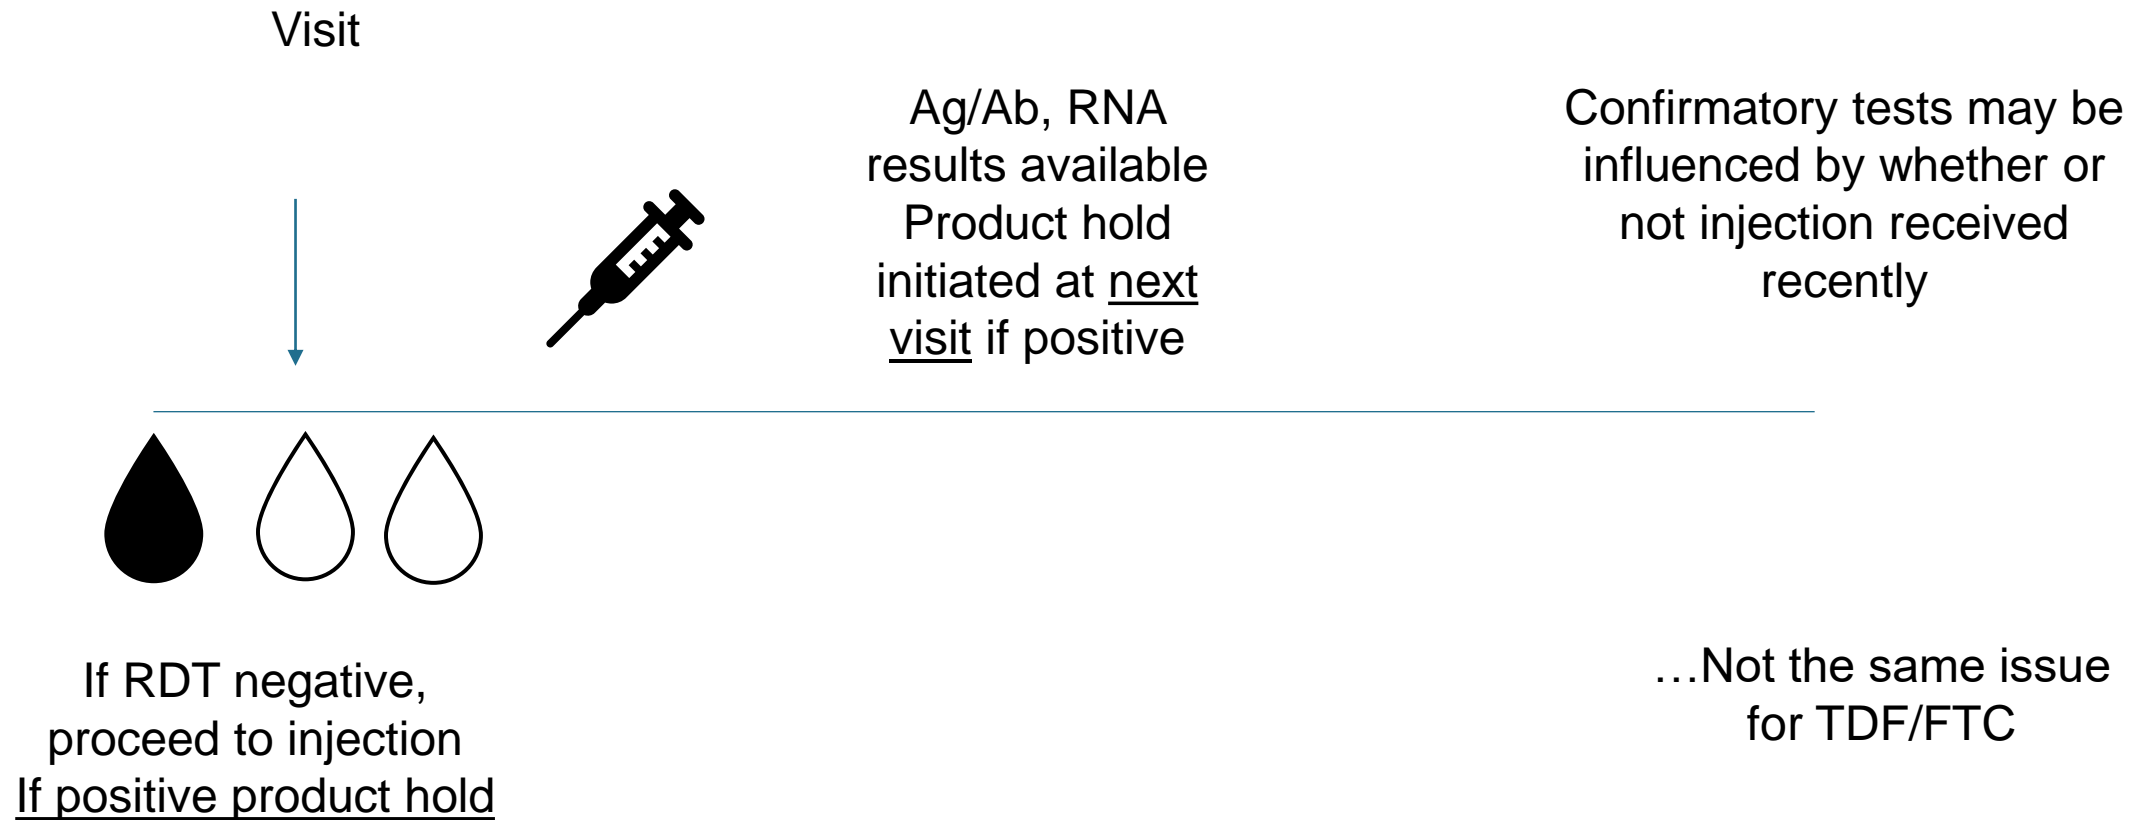 Visit
Ag/Ab, RNA
results available
Product hold
initiated at next
visit if positive
Confirmatory tests may be
influenced by whether or
not injection received
recently
If RDT negative,
proceed to injection
If positive product hold
…Not the same issue
for TDF/FTC